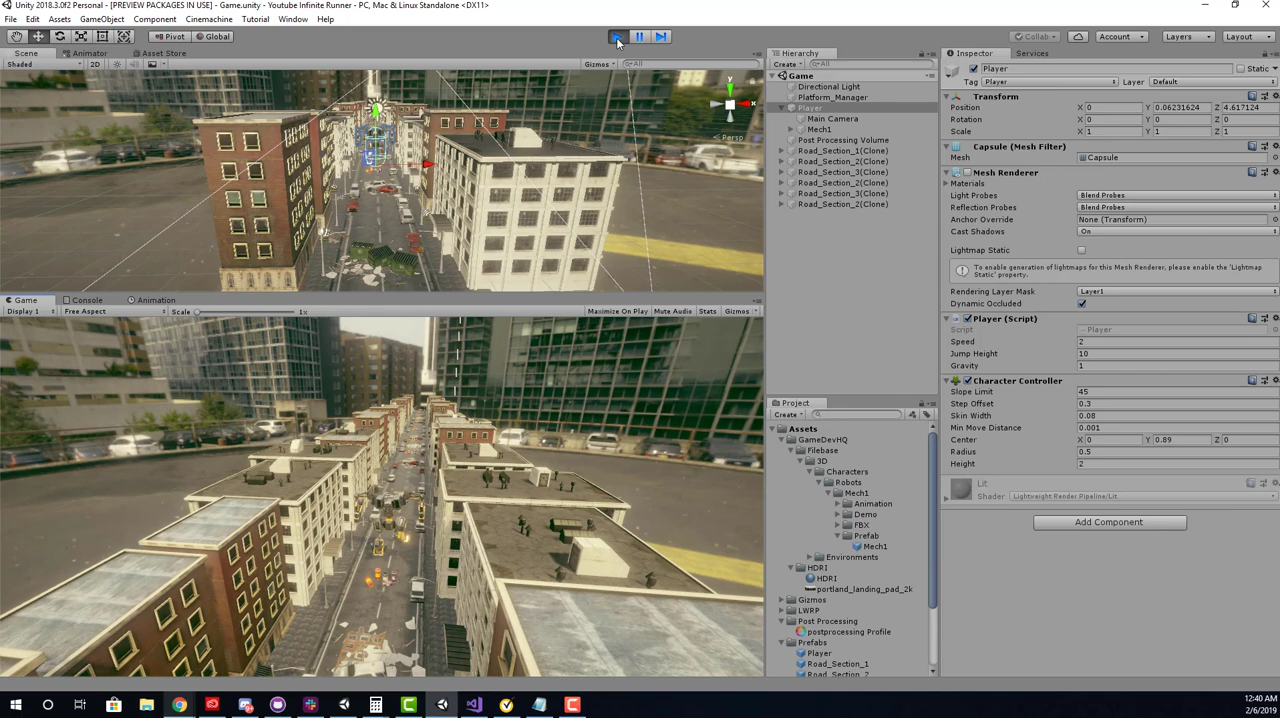 Unity 2018.3.0f2 Personal - [PREVIEW PACKAGES IN USE] - Game.unity - Youtube Infinite Runner - PC, Mac & Linux Standalone <DX11>
File Edit Assets GameObject Component Cinemachine Tutorial Window Help
Pivot Global Collab Account Layers Layout
Scene Animator Asset Store
Shaded 2D Gizmos All
y x Persp
Game Console Animation
Display 1 Free Aspect Scale 1x Maximize On Play Mute Audio Stats Gizmos
Hierarchy
Create All
Game
Directional Light
Platform_Manager
Player
Main Camera
Mech1
Post Processing Volume
Road_Section_1(Clone)
Road_Section_2(Clone)
Road_Section_3(Clone)
Road_Section_2(Clone)
Road_Section_3(Clone)
Road_Section_2(Clone)
Project
Create
Assets
GameDevHQ
Filebase
3D
Characters
Robots
Mech1
Animation
Demo
FBX
Prefab
Mech1
Environments
HDRI
HDRI
portland_landing_pad_2k
Gizmos
LWRP
Post Processing
postprocessing Profile
Prefabs
Player
Road_Section_1
Road_Section_2
Inspector Services
Player Static
Tag Player Layer Default
Transform
Position X 0 Y 0.06231624 Z 4.617124
Rotation X 0 Y 0 Z 0
Scale X 1 Y 1 Z 1
Capsule (Mesh Filter)
Mesh Capsule
Mesh Renderer
Materials
Light Probes Blend Probes
Reflection Probes Blend Probes
Anchor Override None (Transform)
Cast Shadows On
Lightmap Static
To enable generation of lightmaps for this Mesh Renderer, please enable the 'Lightmap
Static' property.
Rendering Layer Mask Layer1
Dynamic Occluded
Player (Script)
Script Player
Speed 2
Jump Height 10
Gravity 1
Character Controller
Slope Limit 45
Step Offset 0.3
Skin Width 0.08
Min Move Distance 0.001
Center X 0 Y 0.89 Z 0
Radius 0.5
Height 2
Lit
Shader Lightweight Render Pipeline/Lit
Add Component
12:40 AM
2/6/2019